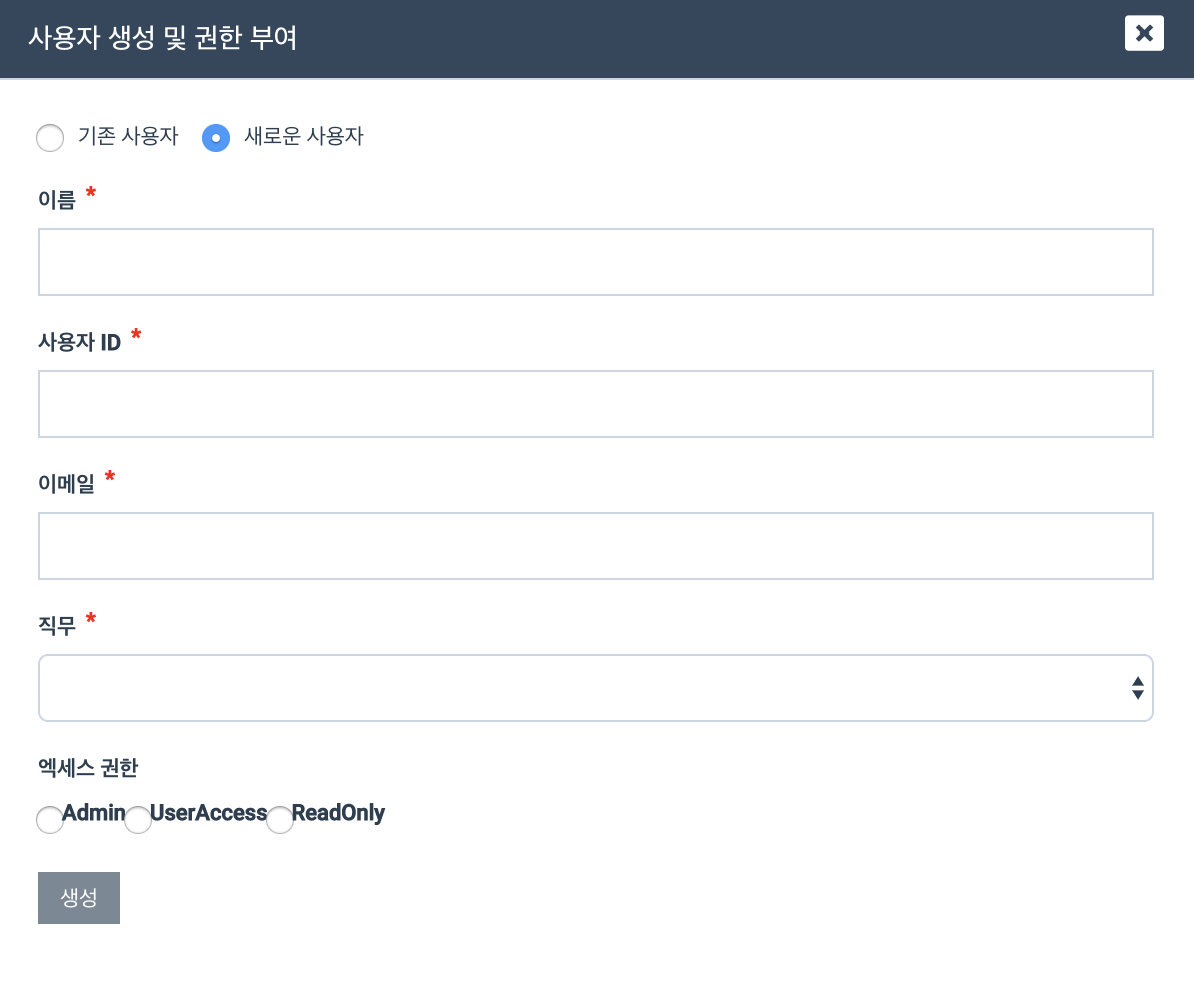 사용자 생성 및 권한 부여
기존 사용자 새로운 사용자
이름 *
사용자 ID *
이메일 *
직무 *
엑세스 권한
Admin UserAccess ReadOnly
생성